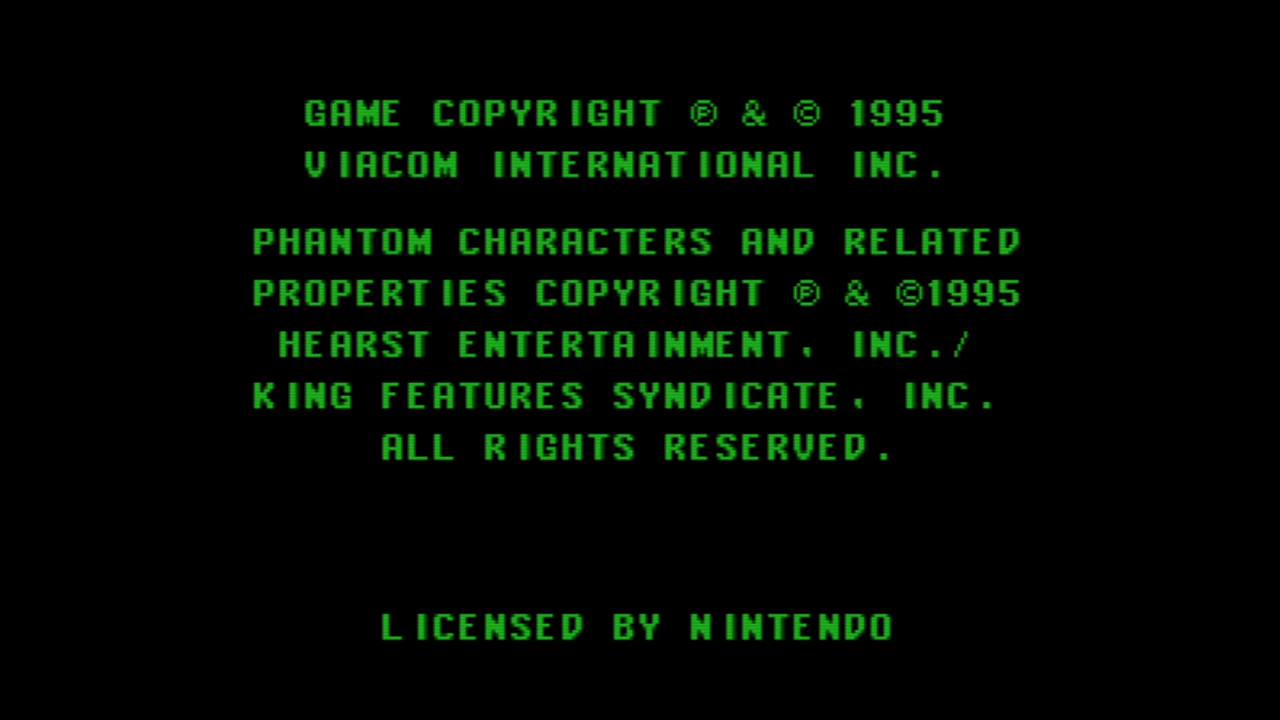 GAME COPYRIGHT ® & © 1995
VIACOM INTERNATIONAL INC.
PHANTOM CHARACTERS AND RELATED
PROPERTIES COPYRIGHT ® & ©1995
HEARST ENTERTAINMENT, INC./
KING FEATURES SYNDICATE, INC.
ALL RIGHTS RESERVED.
LICENSED BY NINTENDO